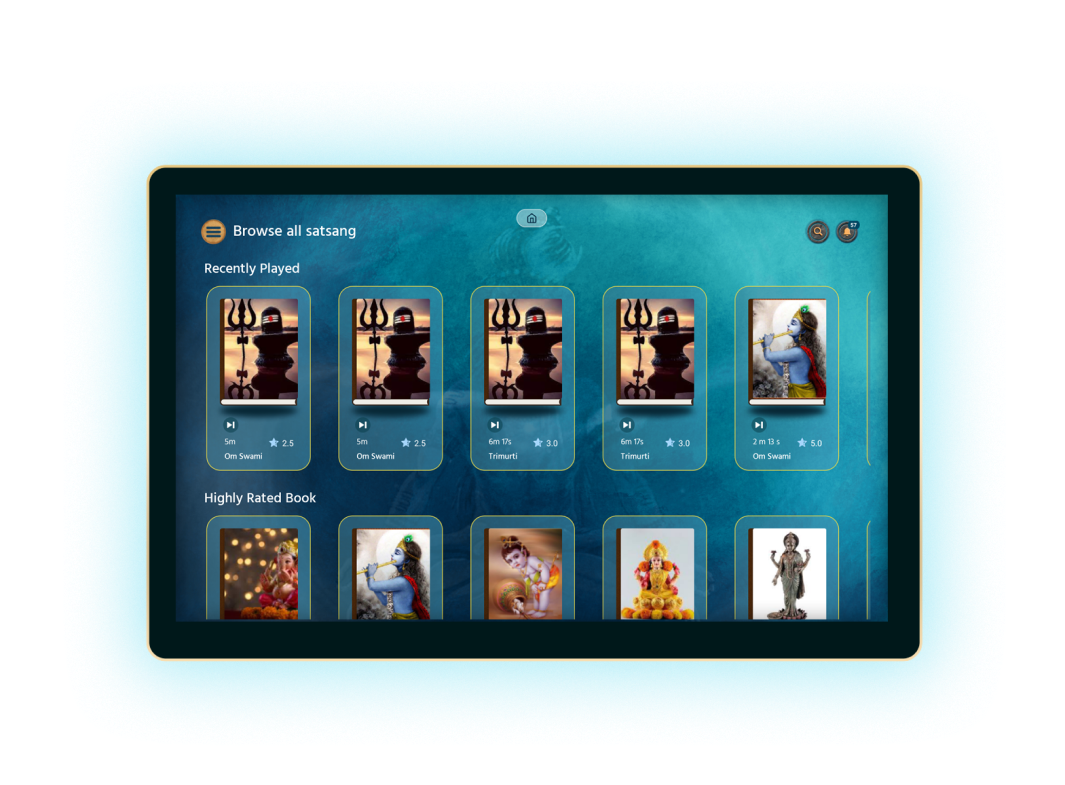 Browse all satsang
57
Recently Played
5m 2.5
Om Swami
5m 2.5
Om Swami
6m 17s 3.0
Trimurti
6m 17s 3.0
Trimurti
2 m 13 s 5.0
Om Swami
Highly Rated Book